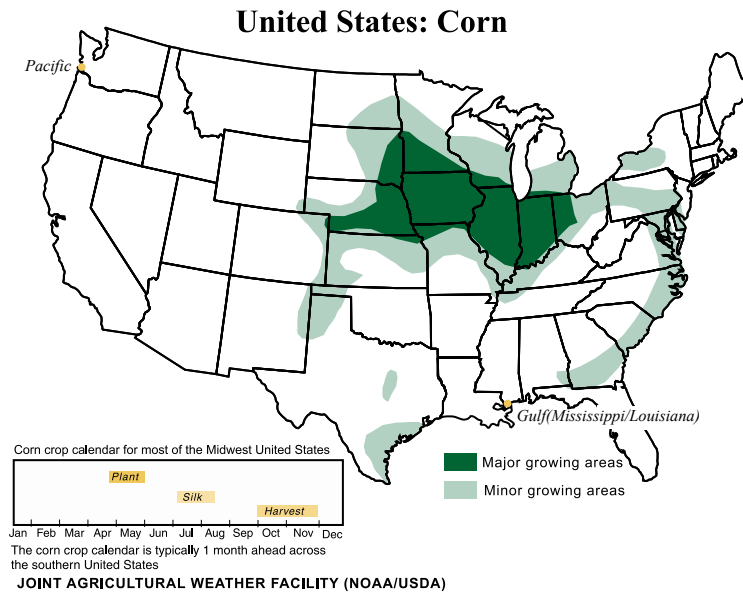 United States: Corn
Pacific
Gulf(Mississippi/Louisiana)
Corn crop calendar for most of the Midwest United States
Plant
Silk
Harvest
Jan Feb Mar Apr May Jun Jul Aug Sep Oct Nov Dec
The corn crop calendar is typically 1 month ahead across
the southern United States
Major growing areas
Minor growing areas
JOINT AGRICULTURAL WEATHER FACILITY (NOAA/USDA)